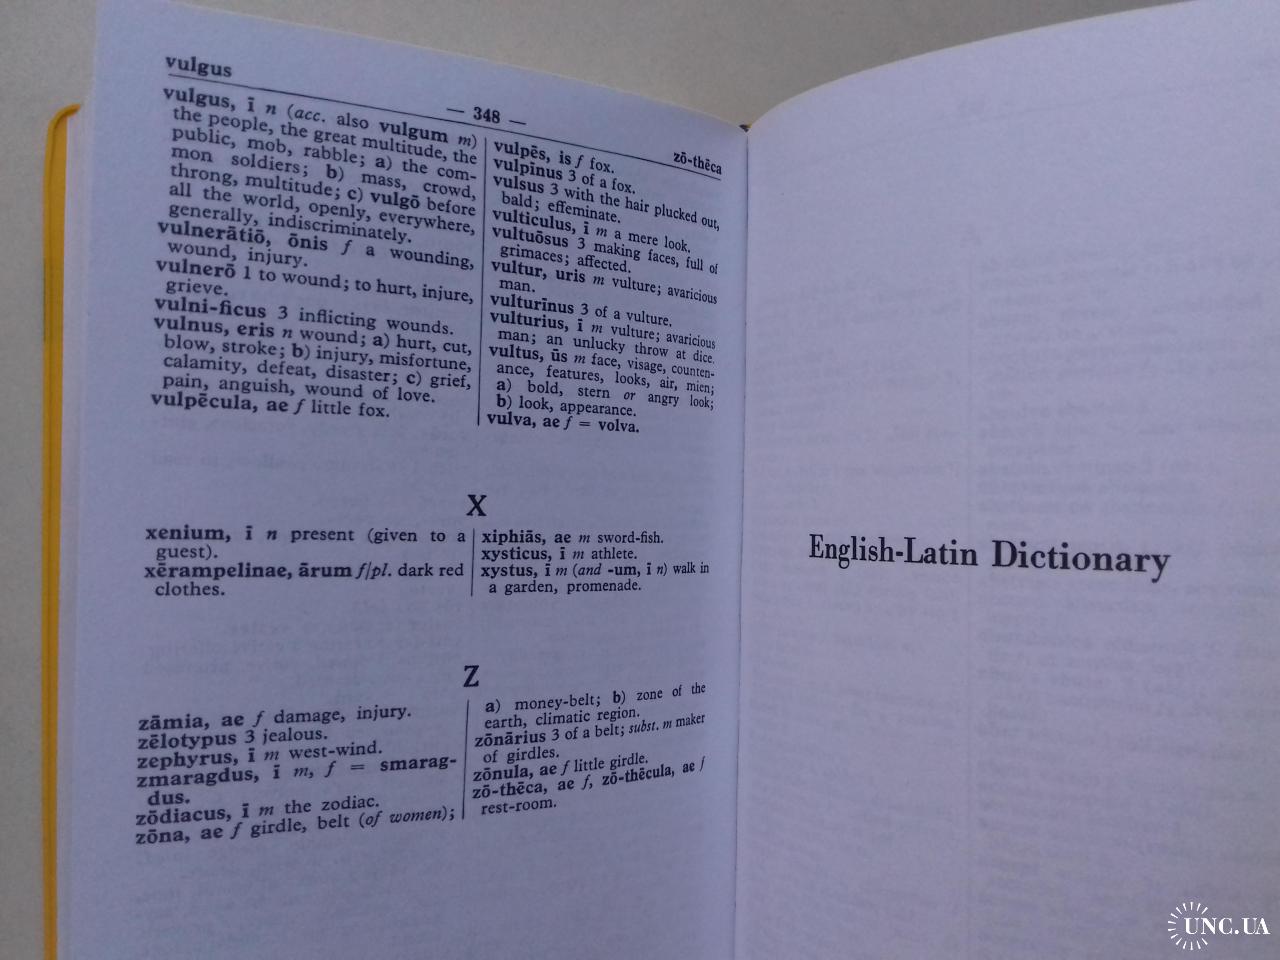 vulgus
— 348 —
zō-thēca
vulgus, ī n (acc. also vulgum m)
the people, the great multitude, the
public, mob, rabble; a) the com-
mon soldiers; b) mass, crowd,
throng, multitude; c) vulgō before
all the world, openly, everywhere,
generally, indiscriminately.
vulnerātiō, ōnis f a wounding,
wound, injury.
vulnerō 1 to wound; to hurt, injure,
grieve.
vulni-ficus 3 inflicting wounds.
vulnus, eris n wound; a) hurt, cut,
blow, stroke; b) injury, misfortune,
calamity, defeat, disaster; c) grief,
pain, anguish, wound of love.
vulpēcula, ae f little fox.
vulpēs, is f fox.
vulpīnus 3 of a fox.
vulsus 3 with the hair plucked out,
bald; effeminate.
vulticulus, ī m a mere look.
vultuōsus 3 making faces, full of
grimaces; affected.
vultur, uris m vulture; avaricious
man.
vulturīnus 3 of a vulture.
vulturius, ī m vulture; avaricious
man; an unlucky throw at dice.
vultus, ūs m face, visage, counten-
ance, features, looks, air, mien;
a) bold, stern or angry look;
b) look, appearance.
vulva, ae f = volva.
X
xenium, ī n present (given to a
guest).
xērampelinae, ārum f/pl. dark red
clothes.
xiphiās, ae m sword-fish.
xysticus, ī m athlete.
xystus, ī m (and -um, ī n) walk in
a garden, promenade.
Z
zāmia, ae f damage, injury.
zēlotypus 3 jealous.
zephyrus, ī m west-wind.
zmaragdus, ī m, f = smarag-
dus.
zōdiacus, ī m the zodiac.
zōna, ae f girdle, belt (of women);
a) money-belt; b) zone of the
earth, climatic region.
zōnārius 3 of a belt; subst. m maker
of girdles.
zōnula, ae f little girdle.
zō-thēca, ae f, zō-thēcula, ae f
rest-room.
English-Latin Dictionary
UNC.UA